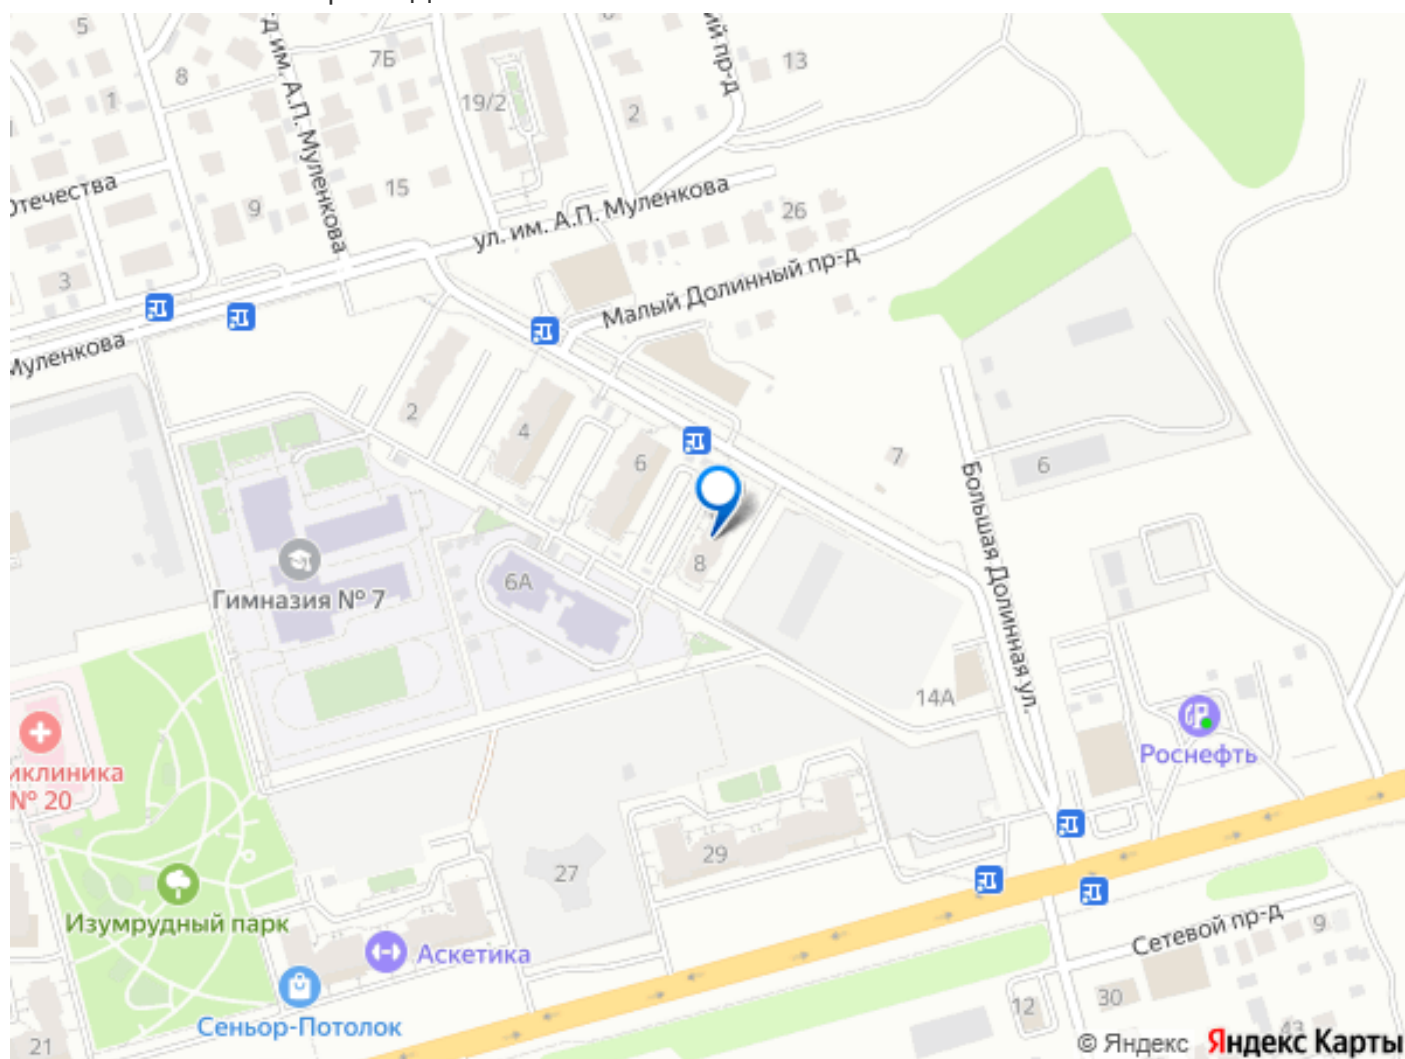 5
7Б
13
8
1
19/2
2
д им. А.П. Муленкова
ий пр-д
Отечества
9
15
ул. им. А.П. Муленкова
26
3
Малый Долинный пр-д
Муленкова
2
4
6
7
6
8
6А
Гимназия № 7
Большая Долинная ул.
14А
Роснефть
иклиника
№ 20
29
27
Изумрудный парк
Аскетика
Сетевой пр-д
9
Сеньор-Потолок
12
30
43
21
© Яндекс Яндекс Карты